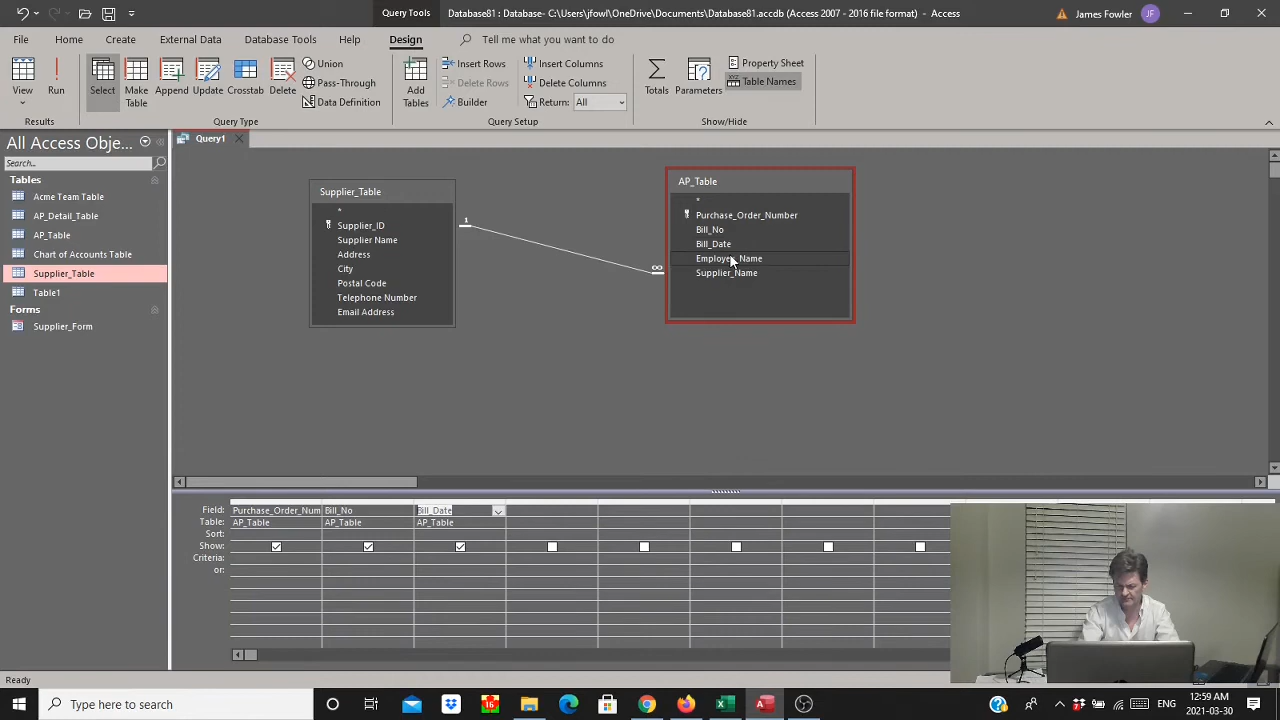 Query Tools
Database81 : Database- C:\Users\jfowl\OneDrive\Documents\Database81.accdb (Access 2007 - 2016 file format) - Access
James Fowler
JF
File
Home
Create
External Data
Database Tools
Help
Design
Tell me what you want to do
View
Run
Results
Select
Make
Table
Append
Update
Crosstab
Delete
Union
Pass-Through
Data Definition
Query Type
Add
Tables
Insert Rows
Delete Rows
Builder
Insert Columns
Delete Columns
Return:
All
Query Setup
Totals
Parameters
Property Sheet
Table Names
Show/Hide
All Access Obje...
Search...
Tables
Acme Team Table
AP_Detail_Table
AP_Table
Chart of Accounts Table
Supplier_Table
Table1
Forms
Supplier_Form
Query1
Supplier_Table
*
Supplier_ID
Supplier Name
Address
City
Postal Code
Telephone Number
Email Address
1
∞
AP_Table
*
Purchase_Order_Number
Bill_No
Bill_Date
Employee_Name
Supplier_Name
Field: Purchase_Order_Num Bill_No Bill_Date
Table: AP_Table AP_Table AP_Table
Sort:
Show:
Criteria:
or:
Ready
Type here to search
12:59 AM
2021-03-30